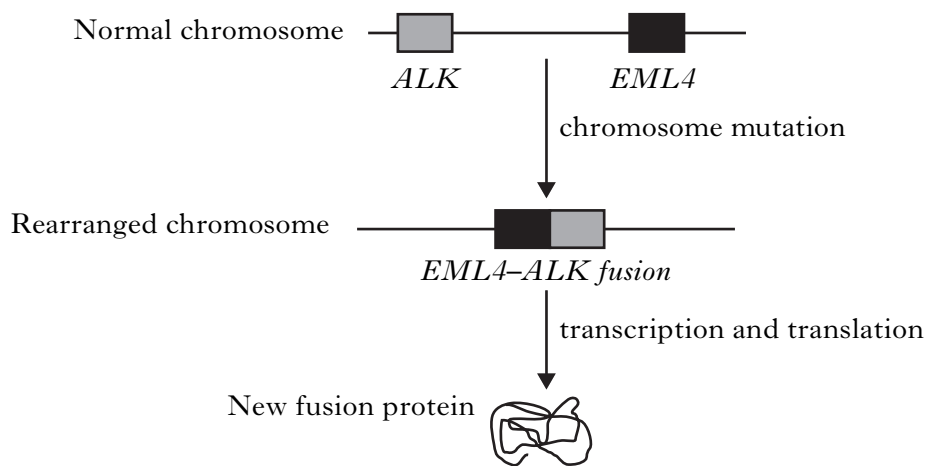 Normal chromosome
ALK
EML4
chromosome mutation
Rearranged chromosome
EML4–ALK fusion
transcription and translation
New fusion protein